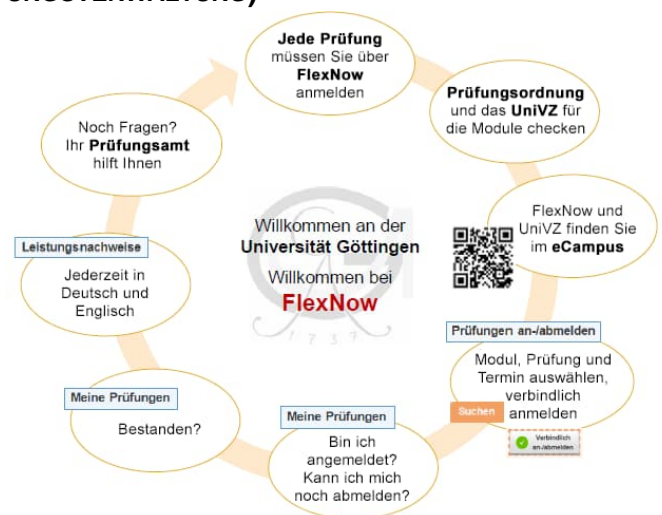 Jede Prüfung
müssen Sie über
FlexNow
anmelden
Prüfungsordnung
und das UniVZ für
die Module checken
FlexNow und
UniVZ finden Sie
im eCampus
Prüfungen an-/abmelden
Modul, Prüfung und
Termin auswählen,
verbindlich
anmelden
Suchen
Verbindlich
an-/abmelden
Meine Prüfungen
Bin ich
angemeldet?
Kann ich mich
noch abmelden?
Meine Prüfungen
Bestanden?
Leistungsnachweise
Jederzeit in
Deutsch und
Englisch
Noch Fragen?
Ihr Prüfungsamt
hilft Ihnen
Willkommen an der
Universität Göttingen
Willkommen bei
FlexNow
1737